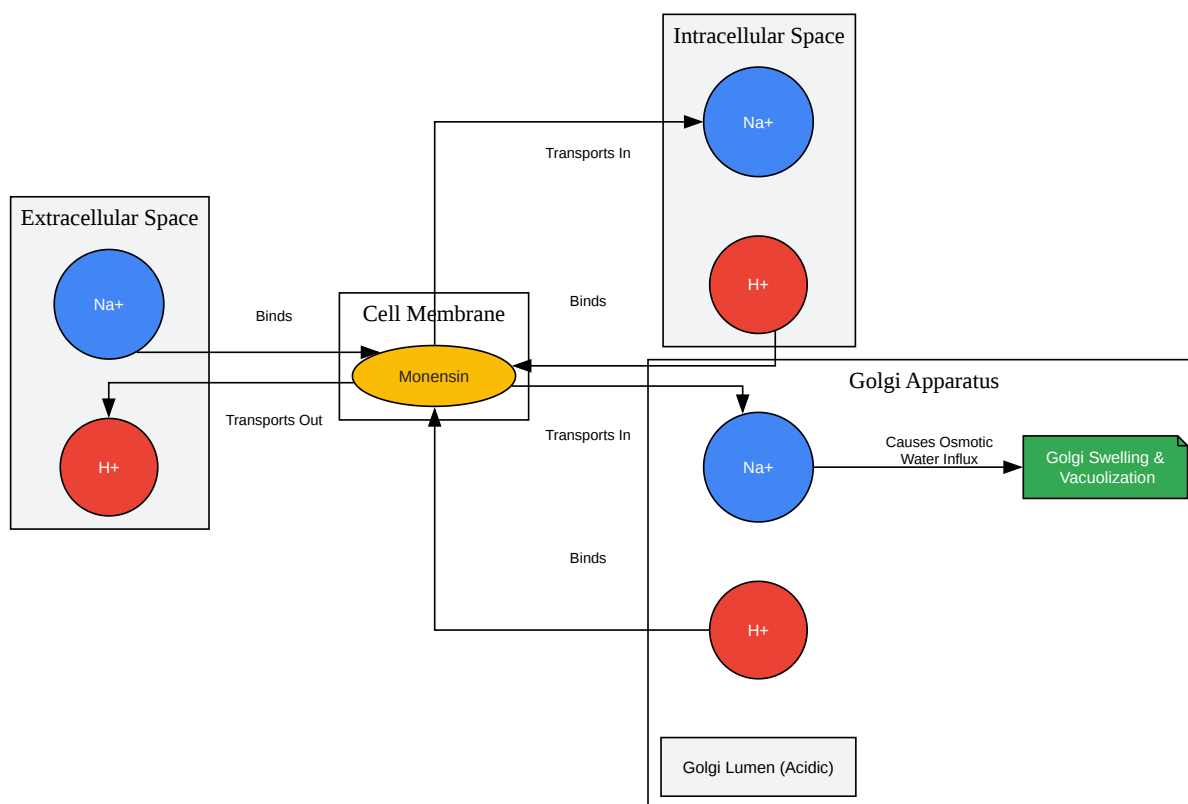 Intracellular Space
Na+
Transports In
Extracellular Space
Na+
H+
Binds
Binds
Cell Membrane
Monensin
Golgi Apparatus
Transports Out
Transports In
H+
Na+
Causes Osmotic
Water Influx
Golgi Swelling &
Vacuolization
Binds
H+
Golgi Lumen (Acidic)